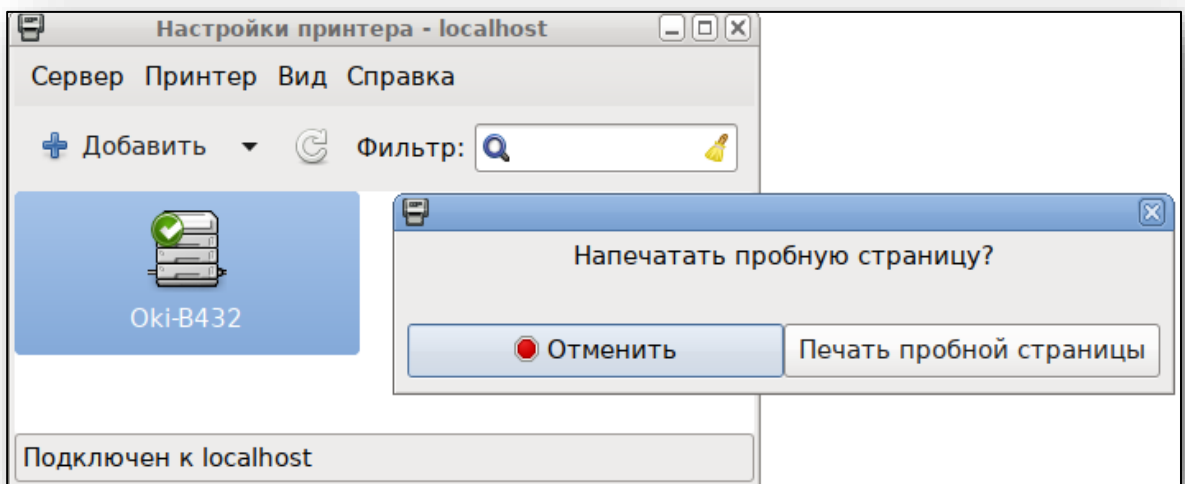 Настройки принтера - localhost
Сервер Принтер Вид Справка
Добавить Фильтр:
Oki-B432
Напечатать пробную страницу?
Отменить Печать пробной страницы
Подключен к localhost